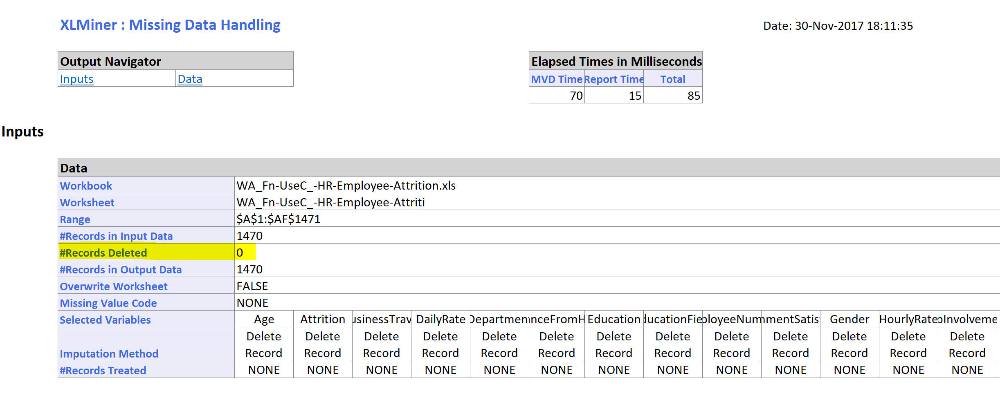 XLMiner : Missing Data Handling
Date: 30-Nov-2017 18:11:35
Output Navigator
Inputs Data
Elapsed Times in Milliseconds
MVD Time Report Time Total
70 15 85
Inputs
Data
Workbook WA_Fn-UseC_-HR-Employee-Attrition.xls
Worksheet WA_Fn-UseC_-HR-Employee-Attriti
Range $A$1:$AF$1471
#Records in Input Data 1470
#Records Deleted 0
#Records in Output Data 1470
Overwrite Worksheet FALSE
Missing Value Code NONE
Selected Variables Age Attrition usinessTrav DailyRate Department nceFromH Education ducationFie ployeeNum mmentSatis Gender HourlyRate bInvolveme
Delete Delete Delete Delete Delete Delete Delete Delete Delete Delete Delete Delete Delete
Imputation Method Record Record Record Record Record Record Record Record Record Record Record Record Record
#Records Treated NONE NONE NONE NONE NONE NONE NONE NONE NONE NONE NONE NONE NONE